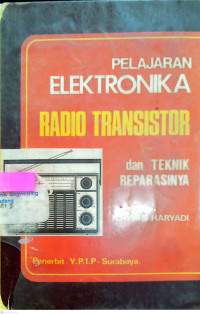 PELAJARAN
ELEKTRONIKA
RADIO TRANSISTOR
dan TEKNIK
REPARASINYA
HARYADI
Penerbit Y.P.I.P - Surabaya.